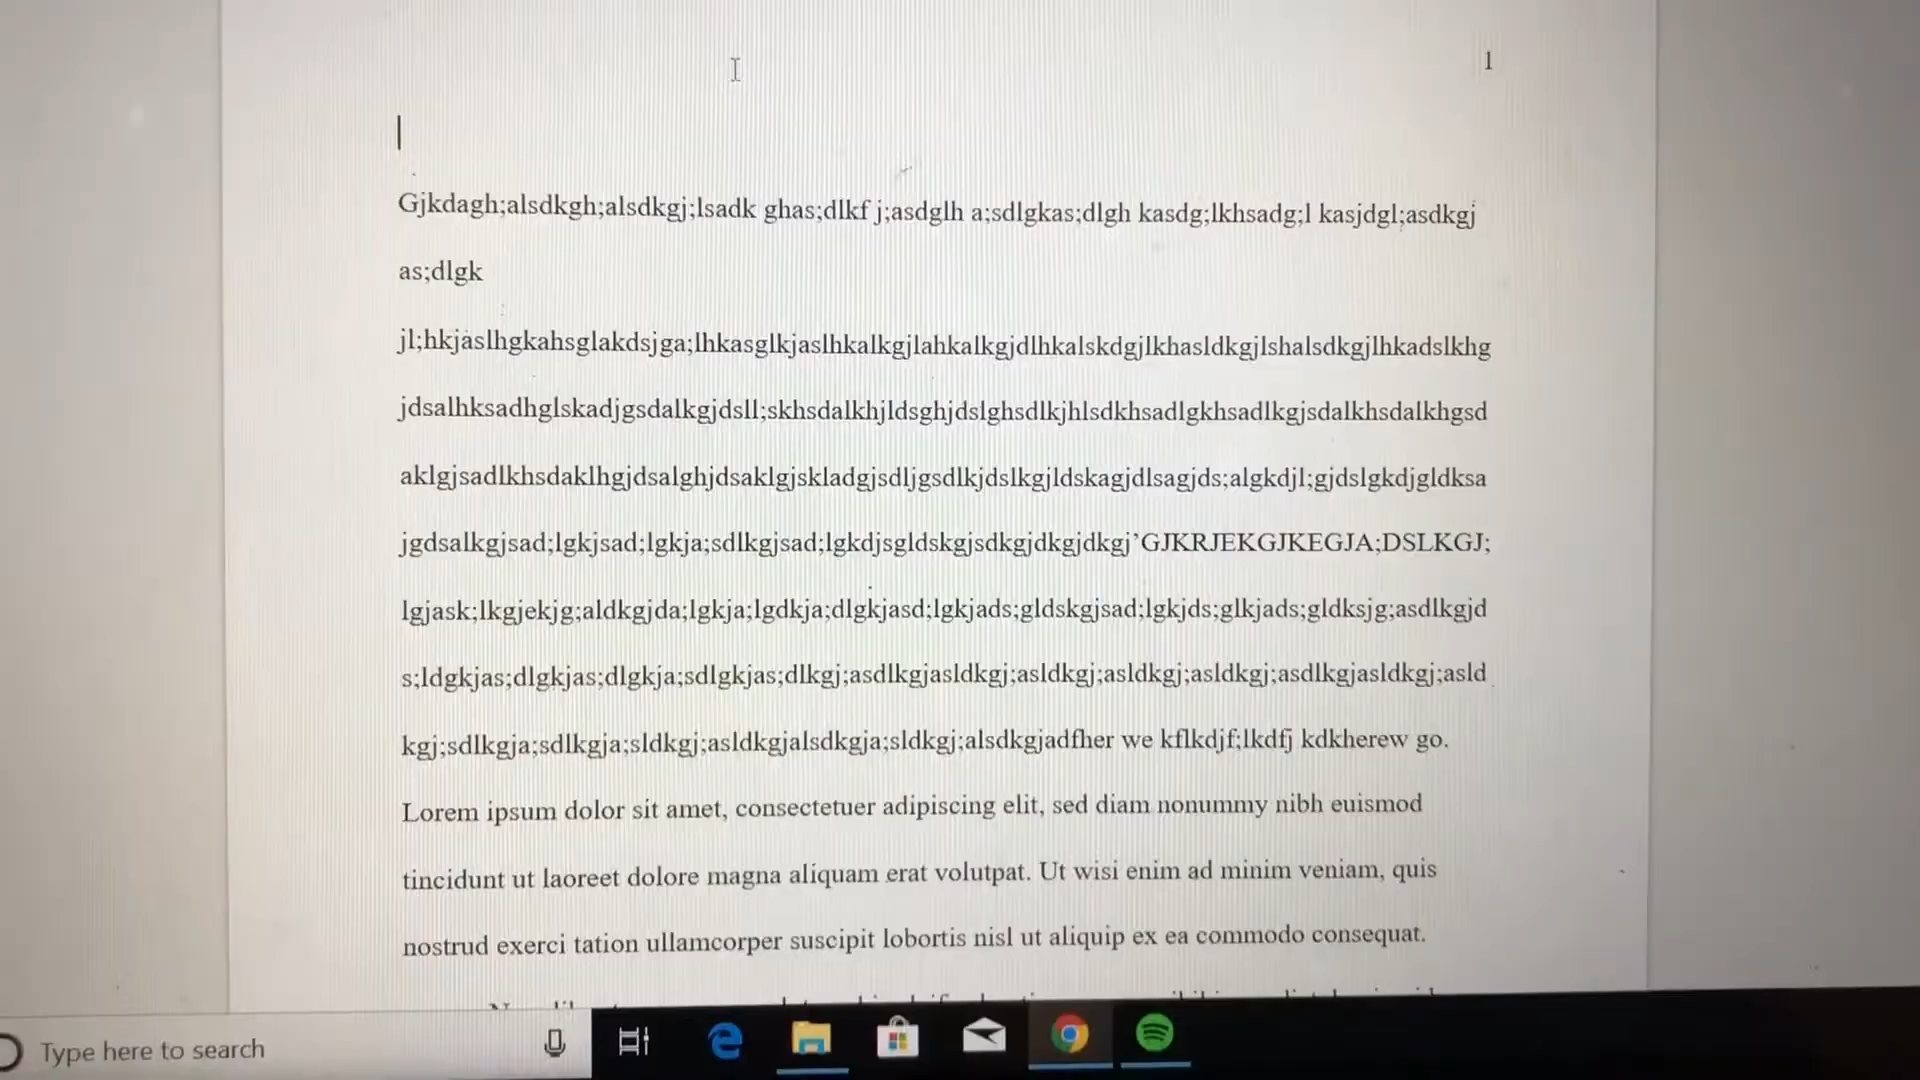 1
Gjkdagh;alsdkgh;alsdkgj;lsadk ghas;dlkf j;asdglh a;sdlgkas;dlgh kasdg;lkhsadg;l kasjdgl;asdkgj
as;dlgk
jl;hkjaslhgkahsglakdsjga;lhkasglkjaslhkalkgjlahkalkgjdlhkalskdgjlkhasldkgjlshalsdkgjlhkadslkhg
jdsalhksadhglskadjgsdalkgjdsll;skhsdalkhjldsghjdslghsdlkjhlsdkhsadlgkhsadlkgjsdalkhsdalkhgsd
aklgjsadlkhsdaklhgjdsalghjdsaklgjskladgjsdljgsdlkjdslkgjldskagjdlsagjds;algkdjl;gjdslgkdjgldksa
jgdsalkgjsad;lgkjsad;lgkja;sdlkgjsad;lgkdjsgldskgjsdkgjdkgjdkgj’GJKRJEKGJKEGJA;DSLKGJ;
lgjask;lkgjekjg;aldkgjda;lgkja;lgdkja;dlgkjasd;lgkjads;gldskgjsad;lgkjds;glkjads;gldksjg;asdlkgjd
s;ldgkjas;dlgkjas;dlgkja;sdlgkjas;dlkgj;asdlkgjasldkgj;asldkgj;asldkgj;asldkgj;asdlkgjasldkgj;asld
kgj;sdlkgja;sdlkgja;sldkgj;asldkgjalsdkgja;sldkgj;alsdkgjadfher we kflkdjf;lkdfj kdkherew go.
Lorem ipsum dolor sit amet, consectetuer adipiscing elit, sed diam nonummy nibh euismod
tincidunt ut laoreet dolore magna aliquam erat volutpat. Ut wisi enim ad minim veniam, quis
nostrud exerci tation ullamcorper suscipit lobortis nisl ut aliquip ex ea commodo consequat.
Type here to search